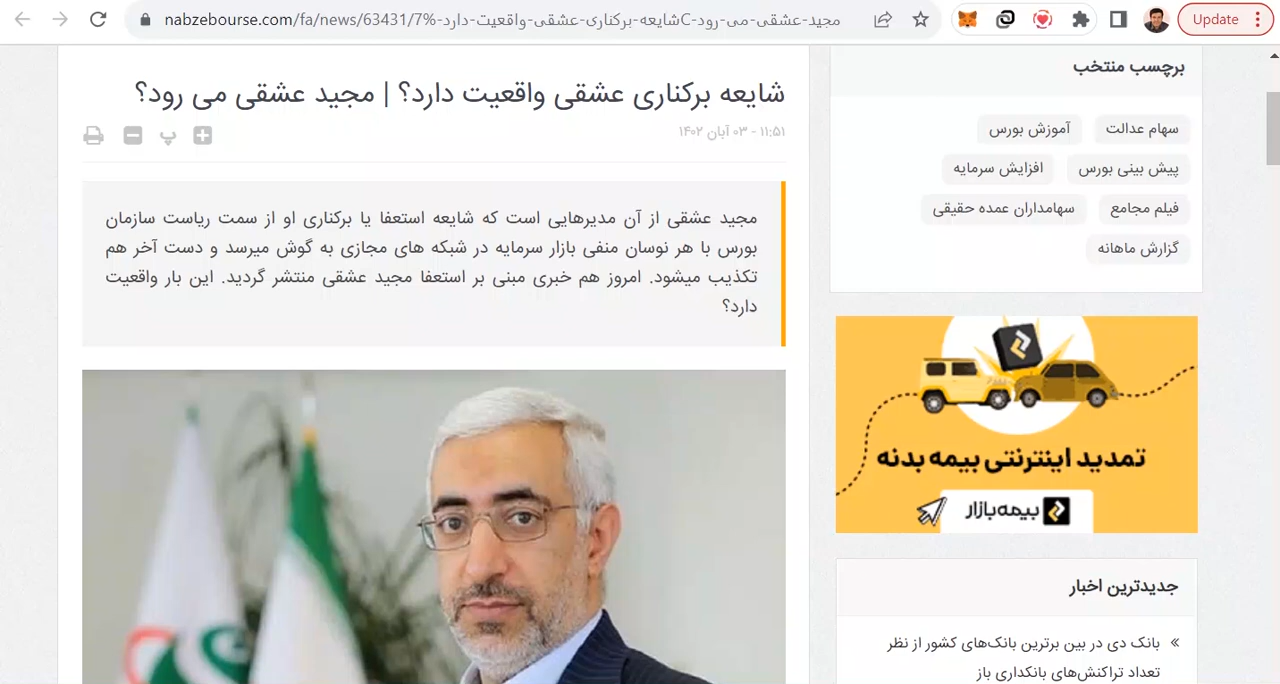 nabzebourse.com/fa/news/63431/7%-شایعه-برکناری-عشقی-واقعیت-داردC-مجید-عشقی-می-رود
Update
شایعه برکناری عشقی واقعیت دارد؟ | مجید عشقی می رود؟
۱۱:۵۱ - ۰۳ آبان ۱۴۰۲
پ
مجید عشقی از آن مدیرهایی است که شایعه استعفا یا برکناری او از سمت ریاست سازمان
بورس با هر نوسان منفی بازار سرمایه در شبکه های مجازی به گوش میرسد و دست آخر هم
تکذیب میشود. امروز هم خبری مبنی بر استعفا مجید عشقی منتشر گردید. این بار واقعیت
دارد؟
برچسب منتخب
سهام عدالت
آموزش بورس
پیش بینی بورس
افزایش سرمایه
فیلم مجامع
سهامداران عمده حقیقی
گزارش ماهانه
تمدید اینترنتی بیمه بدنه
بیمه‌بازار
جدیدترین اخبار
» بانک دی در بین برترین بانک‌های کشور از نظر
تعداد تراکنش‌های بانکداری باز